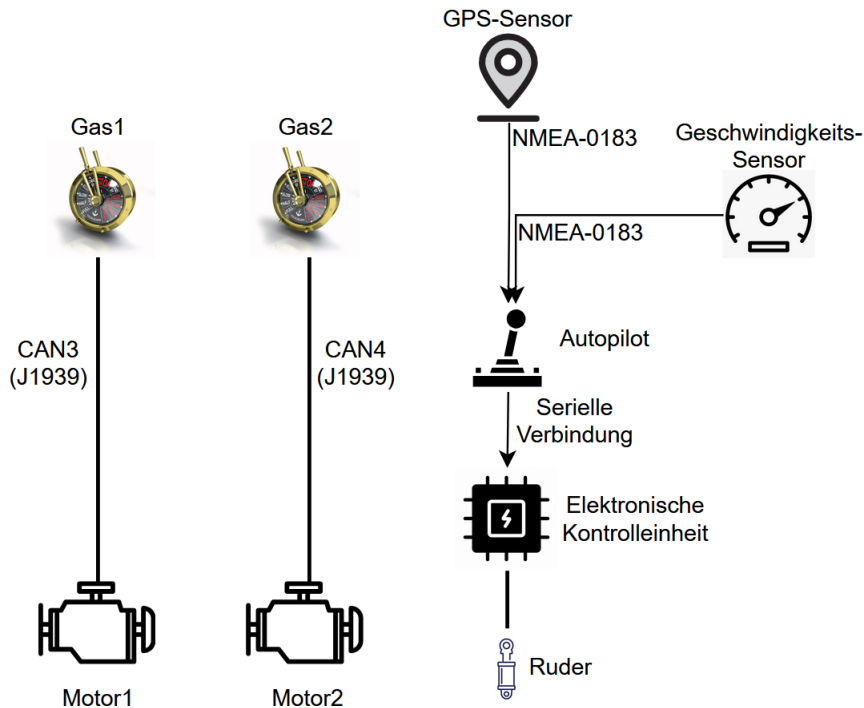 GPS-Sensor
Gas1
Gas2
NMEA-0183
Geschwindigkeits-
Sensor
NMEA-0183
CAN3
(J1939)
CAN4
(J1939)
Autopilot
Serielle
Verbindung
Elektronische
Kontrolleinheit
Ruder
Motor1
Motor2